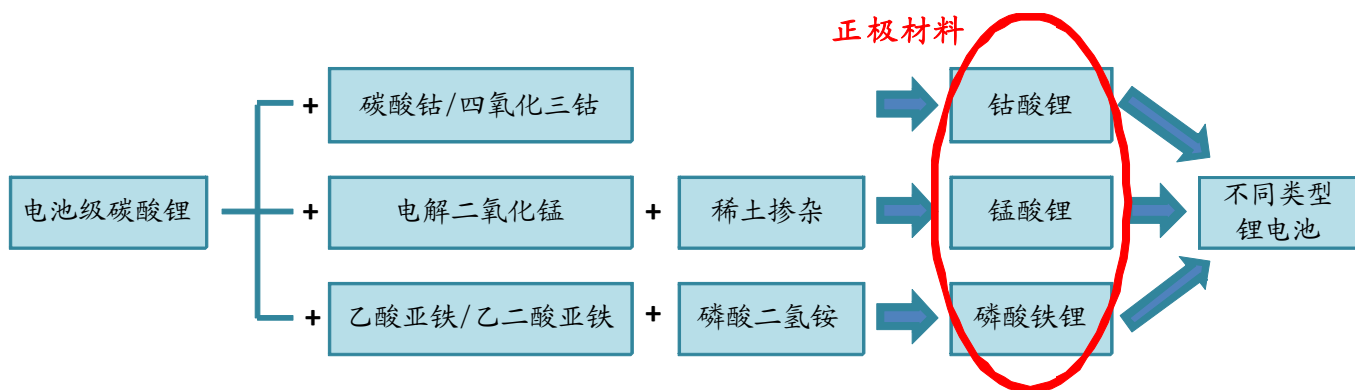 正极材料
+ 碳酸钴/四氧化三钴
钴酸锂
电池级碳酸锂
+ 电解二氧化锰 + 稀土掺杂
锰酸锂
不同类型
锂电池
+ 乙酸亚铁/乙二酸亚铁 + 磷酸二氢铵
磷酸铁锂